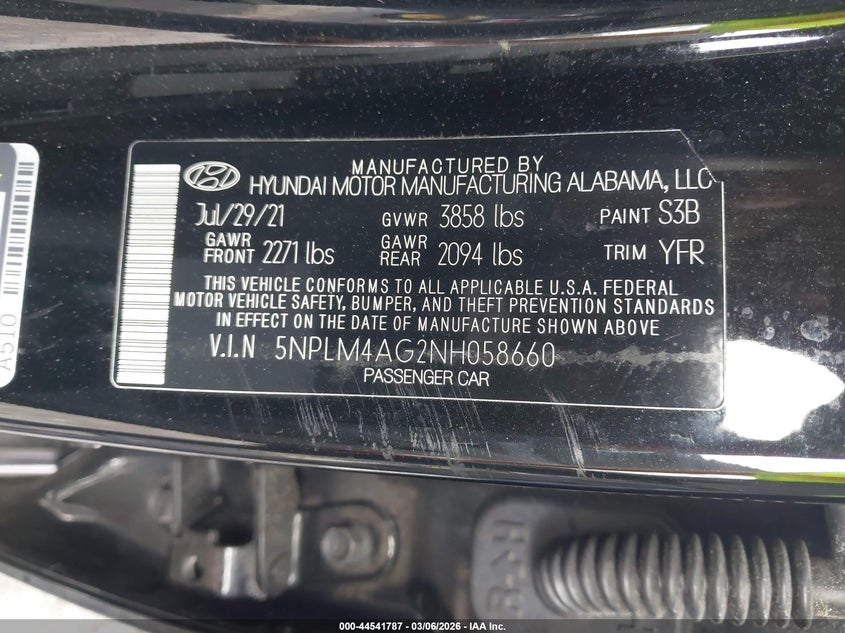 MANUFACTURED BY
HYUNDAI MOTOR MANUFACTURING ALABAMA, LLC
Jul/29/21 GVWR 3858 lbs PAINT S3B
GAWR FRONT 2271 lbs GAWR REAR 2094 lbs TRIM YFR
THIS VEHICLE CONFORMS TO ALL APPLICABLE U.S.A. FEDERAL
MOTOR VEHICLE SAFETY, BUMPER, AND THEFT PREVENTION STANDARDS
IN EFFECT ON THE DATE OF MANUFACTURE SHOWN ABOVE
V.I.N 5NPLM4AG2NH058660
PASSENGER CAR
A510
000-44541787 - 03/06/2026 - IAA Inc.